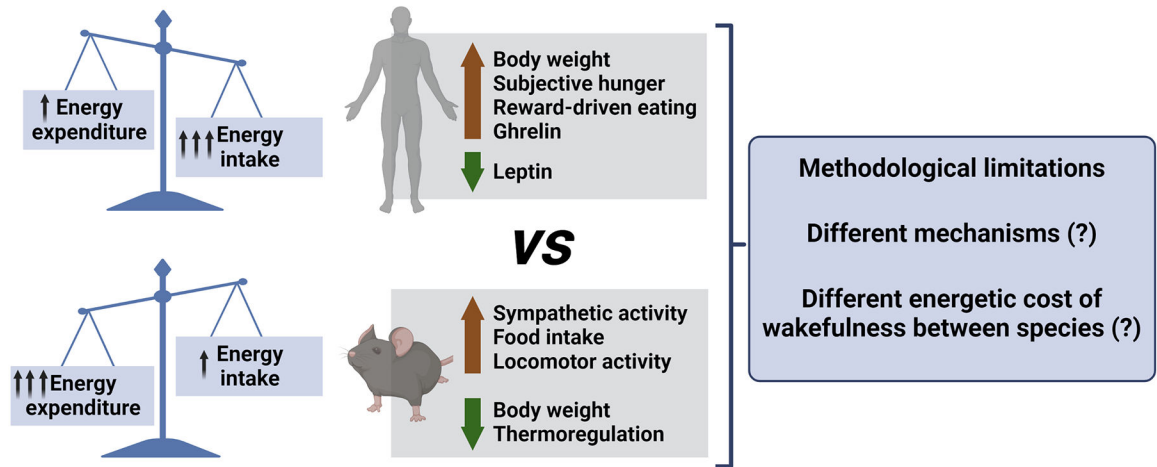 Energy
expenditure
Energy
intake
Body weight
Subjective hunger
Reward-driven eating
Ghrelin
Leptin
VS
Energy
expenditure
Energy
intake
Sympathetic activity
Food intake
Locomotor activity
Body weight
Thermoregulation
Methodological limitations
Different mechanisms (?)
Different energetic cost of
wakefulness between species (?)